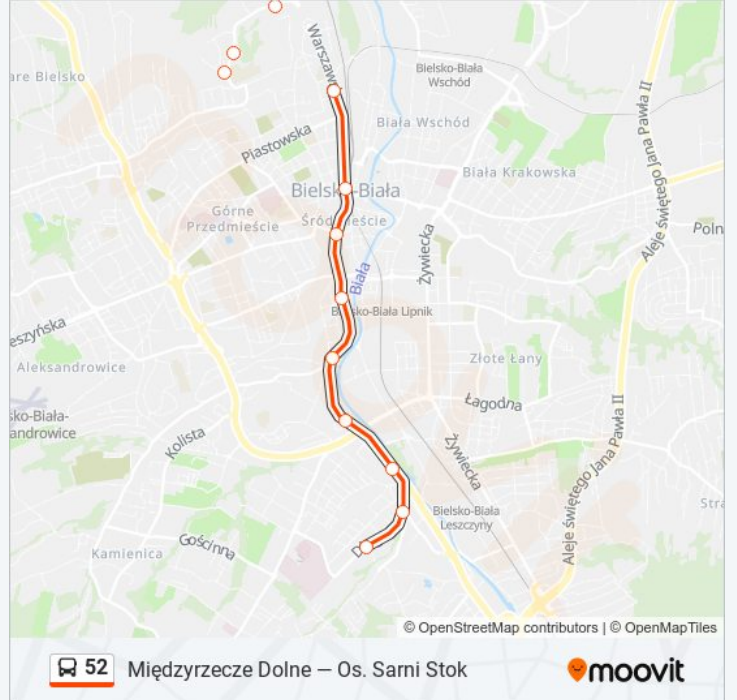 Warszaw
Bielsko-Biała
Wschód
are Bielsko
Biała Wschód
Piastowska
Biała Krakowska
Bielsko-Biała
Górne
Przedmieście
Śródmieście
Żywiecka
Aleje świętego Jana Pawła II
Poln
Biała
Bielsko-Biała Lipnik
eszyńska
Złote Łany
Aleksandrowice
sko-Biała-
androwice
Łagodna
Kolista
Żywiecka
Aleje świętego Jana Pawła II
Stra
Bielsko-Biała
Leszczyny
Kamienica
Gościnna
D
© OpenStreetMap contributors | © OpenMapTiles
52 Międzyrzecze Dolne — Os. Sarni Stok
moovit